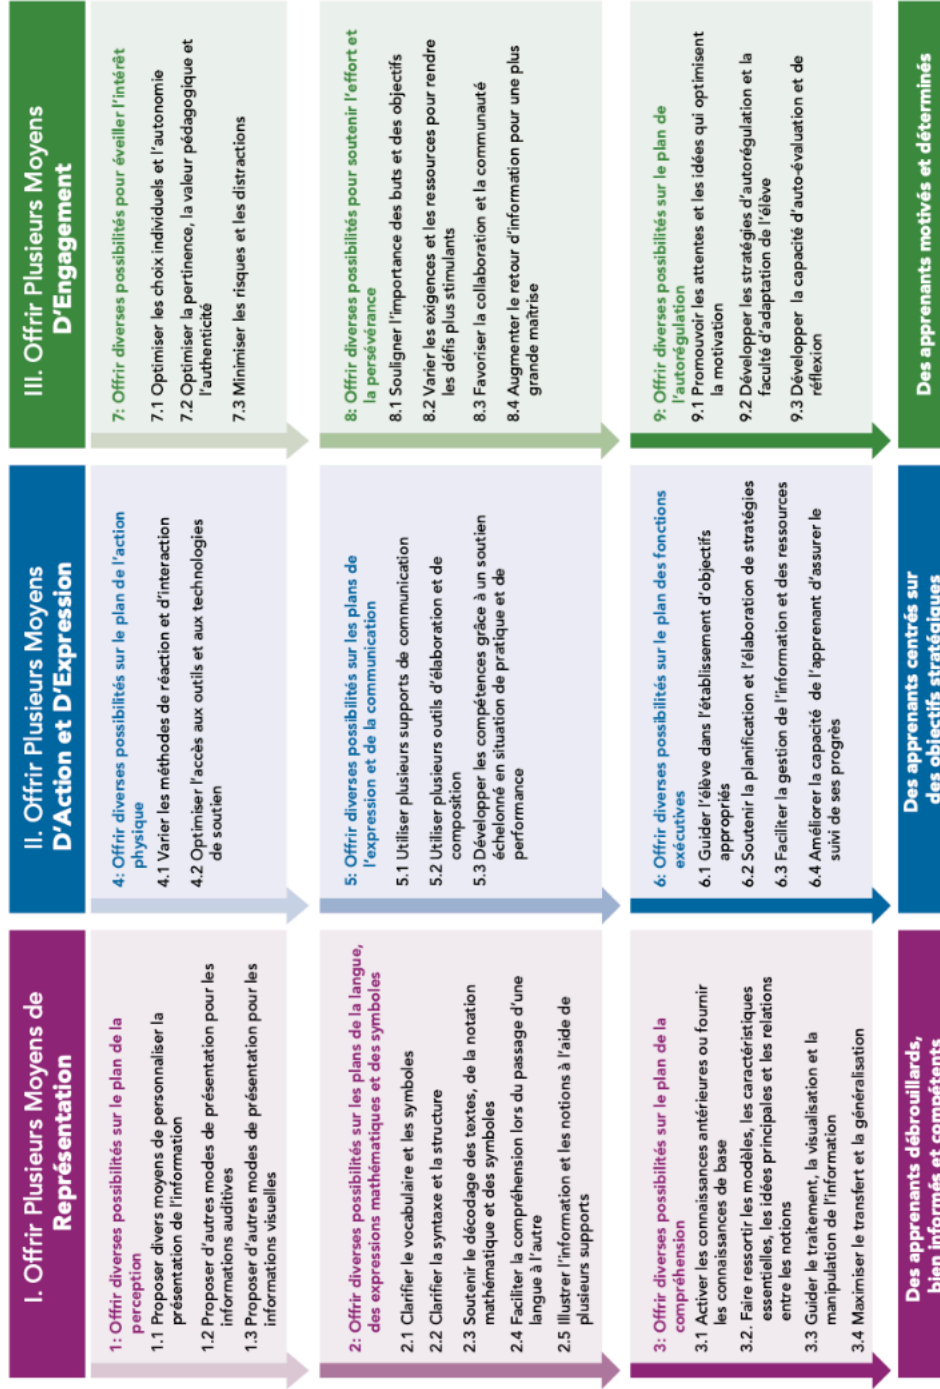 I. Offrir Plusieurs Moyens de
Représentation
1: Offrir diverses possibilités sur le plan de la
perception
1.1 Proposer divers moyens de personnaliser la
présentation de l'information
1.2 Proposer d'autres modes de présentation pour les
informations auditives
1.3 Proposer d'autres modes de présentation pour les
informations visuelles
2: Offrir diverses possibilités sur les plans de la langue,
des expressions mathématiques et des symboles
2.1 Clarifier le vocabulaire et les symboles
2.2 Clarifier la syntaxe et la structure
2.3 Soutenir le décodage des textes, de la notation
mathématique et des symboles
2.4 Faciliter la compréhension lors du passage d'une
langue à l'autre
2.5 Illustrer l'information et les notions à l'aide de
plusieurs supports
3: Offrir diverses possibilités sur le plan de la
compréhension
3.1 Activer les connaissances antérieures ou fournir
les connaissances de base
3.2. Faire ressortir les modèles, les caractéristiques
essentielles, les idées principales et les relations
entre les notions
3.3 Guider le traitement, la visualisation et la
manipulation de l'information
3.4 Maximiser le transfert et la généralisation
Des apprenants débrouillards,
bien informés et compétents
II. Offrir Plusieurs Moyens
D'Action et D'Expression
4: Offrir diverses possibilités sur le plan de l'action
physique
4.1 Varier les méthodes de réaction et d'interaction
4.2 Optimiser l'accès aux outils et aux technologies
de soutien
5: Offrir diverses possibilités sur les plans de
l'expression et de la communication
5.1 Utiliser plusieurs supports de communication
5.2 Utiliser plusieurs outils d'élaboration et de
composition
5.3 Développer les compétences grâce à un soutien
échelonné en situation de pratique et de
performance
6: Offrir diverses possibilités sur le plan des fonctions
exécutives
6.1 Guider l'élève dans l'établissement d'objectifs
appropriés
6.2 Soutenir la planification et l'élaboration de stratégies
6.3 Faciliter la gestion de l'information et des ressources
6.4 Améliorer la capacité de l'apprenant d'assurer le
suivi de ses progrès
Des apprenants centrés sur
des objectifs stratégiques
III. Offrir Plusieurs Moyens
D'Engagement
7: Offrir diverses possibilités pour éveiller l'intérêt
7.1 Optimiser les choix individuels et l'autonomie
7.2 Optimiser la pertinence, la valeur pédagogique et
l'authenticité
7.3 Minimiser les risques et les distractions
8: Offrir diverses possibilités pour soutenir l'effort et
la persévérance
8.1 Souligner l'importance des buts et des objectifs
8.2 Varier les exigences et les ressources pour rendre
les défis plus stimulants
8.3 Favoriser la collaboration et la communauté
8.4 Augmenter le retour d'information pour une plus
grande maîtrise
9: Offrir diverses possibilités sur le plan de
l'autorégulation
9.1 Promouvoir les attentes et les idées qui optimisent
la motivation
9.2 Développer les stratégies d'autorégulation et la
faculté d'adaptation de l'élève
9.3 Développer la capacité d'auto-évaluation et de
réflexion
Des apprenants motivés et déterminés